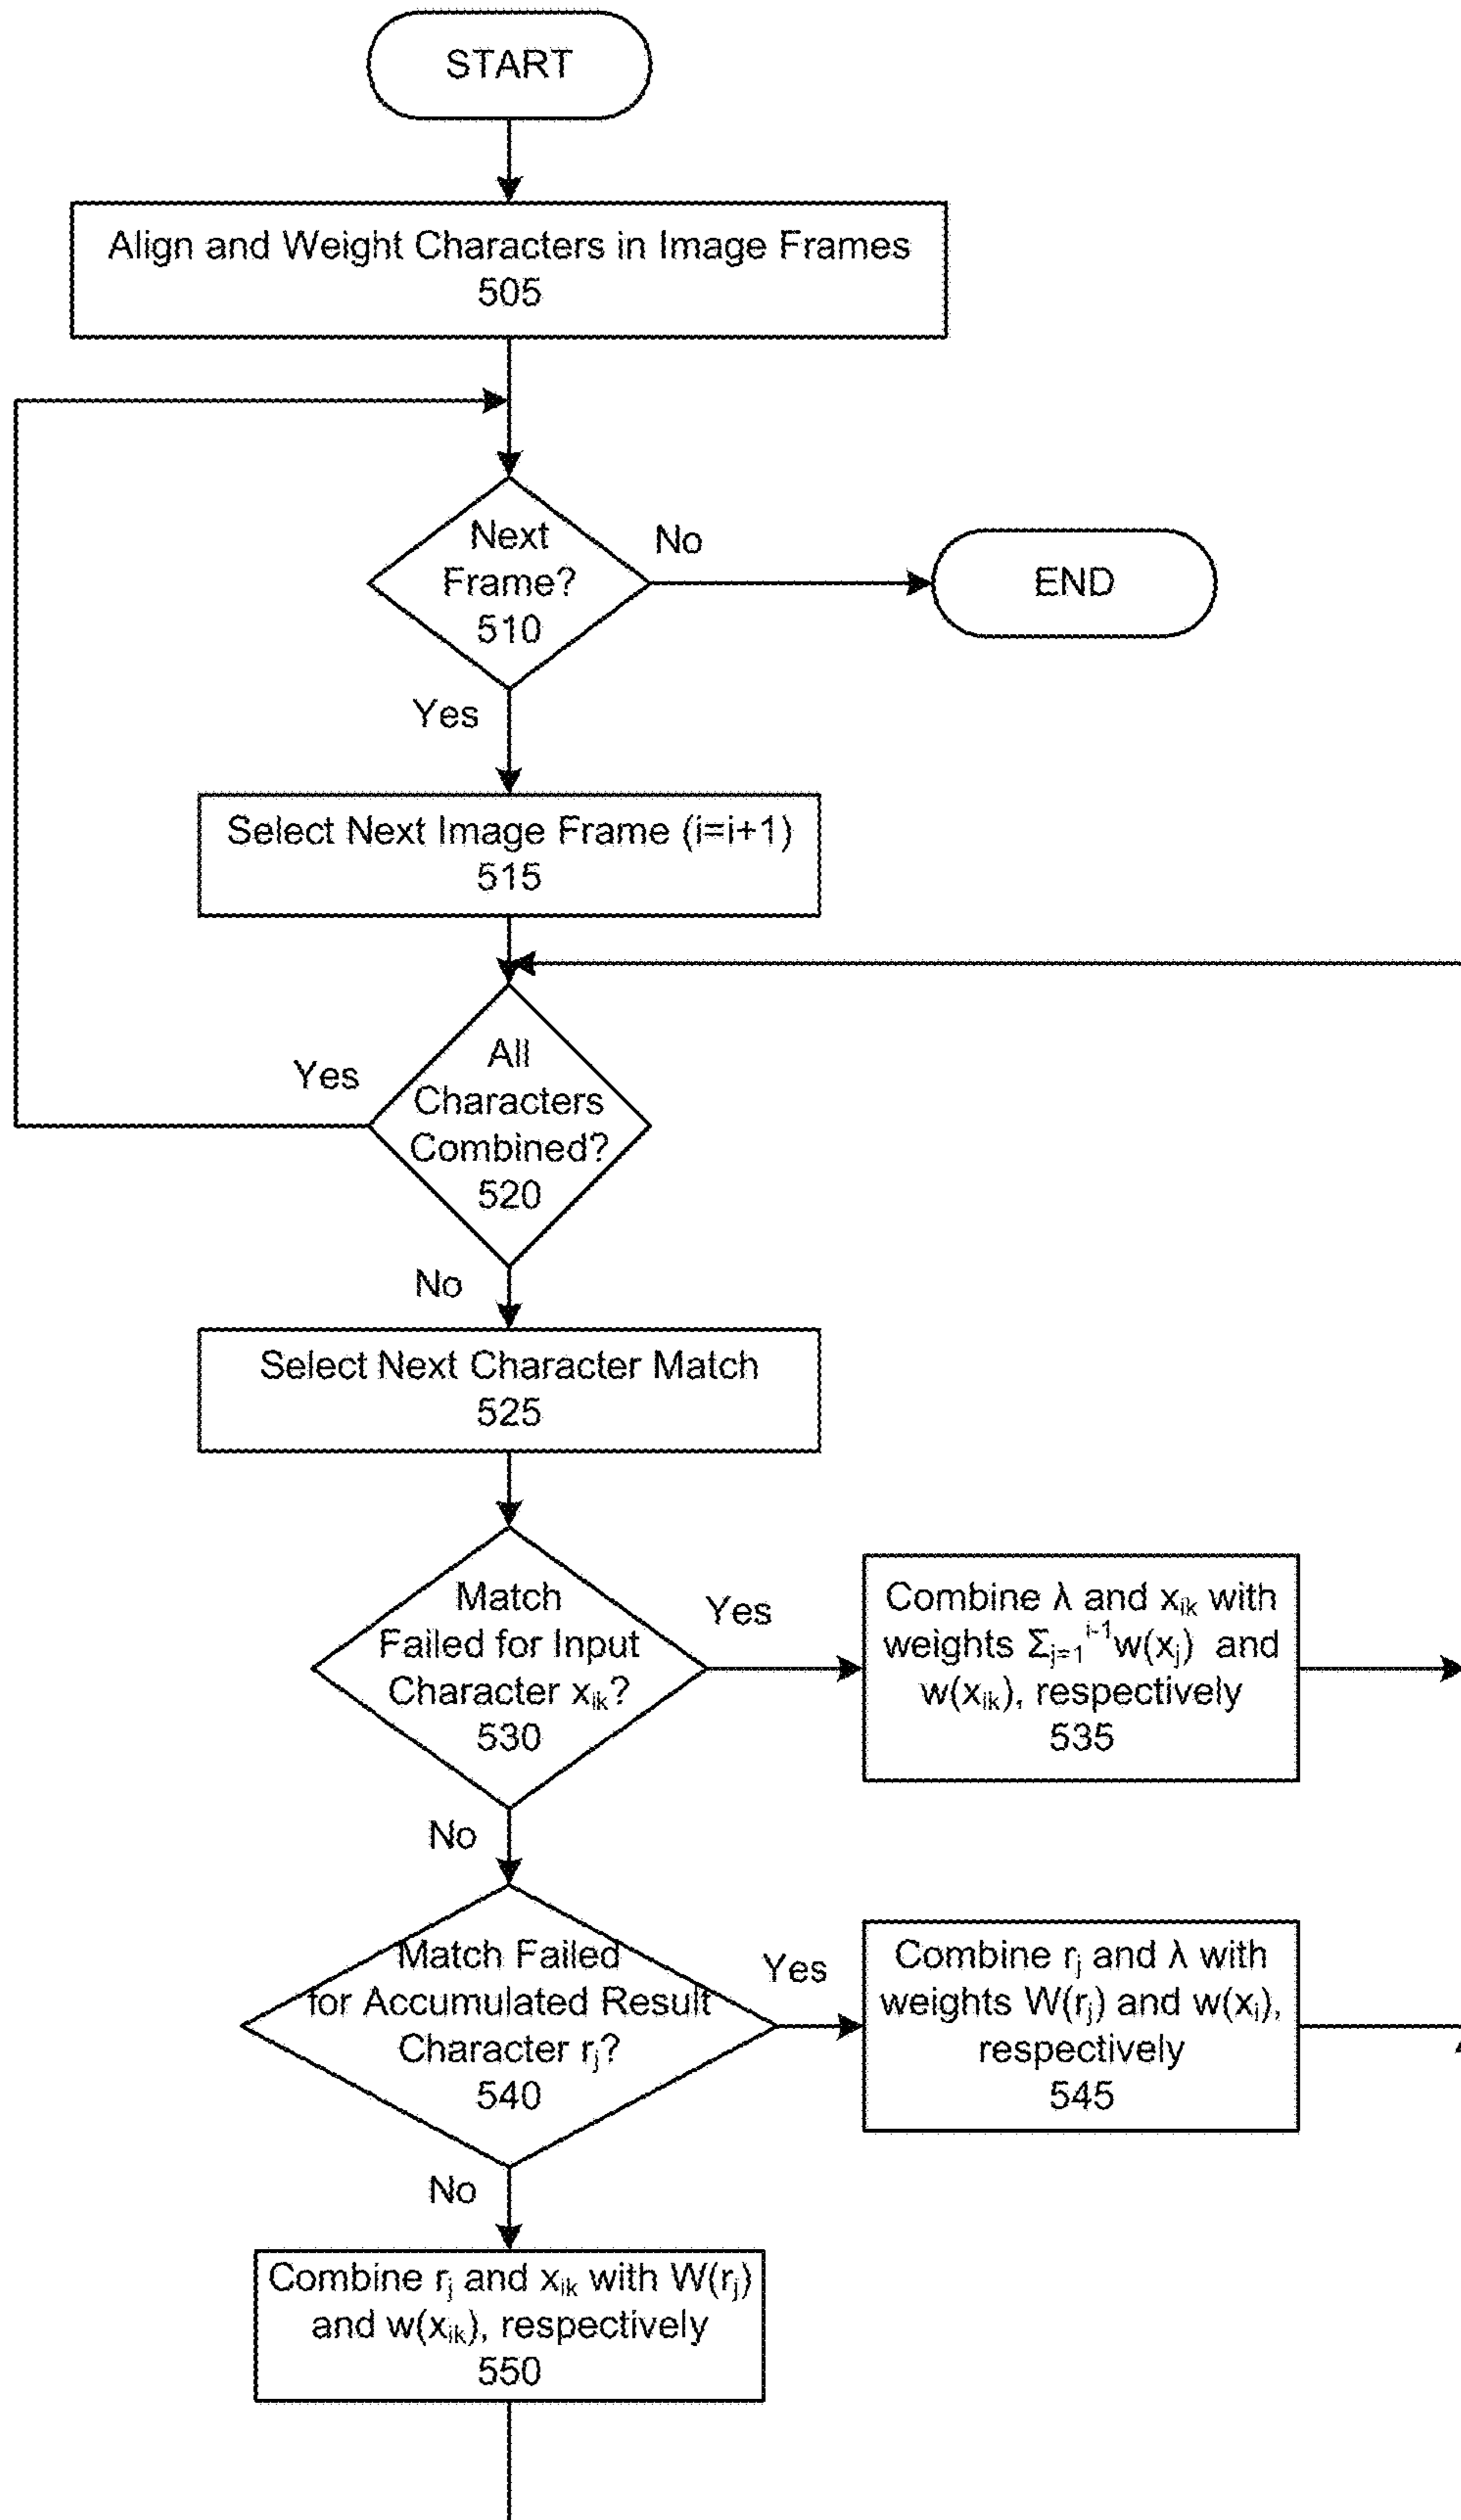 START
Align and Weight Characters in Image Frames
505
Next
Frame?
510
No
END
Yes
Select Next Image Frame (i=i+1)
515
All
Characters
Combined?
520
Yes
No
Select Next Character Match
525
Match
Failed for Input
Character xᵢₖ?
530
Yes
Combine λ and xᵢₖ with
weights Σⱼ₌₁ⁱ⁻¹w(xⱼ) and
w(xᵢₖ), respectively
535
No
Match Failed
for Accumulated Result
Character rⱼ?
540
Yes
Combine rⱼ and λ with
weights W(rⱼ) and w(xᵢ),
respectively
545
No
Combine rⱼ and xᵢₖ with W(rⱼ)
and w(xᵢₖ), respectively
550